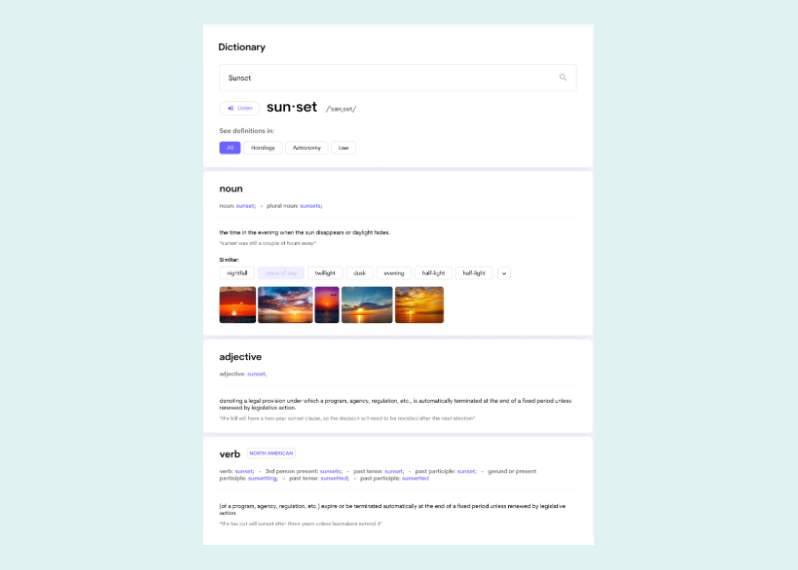 Dictionary
Sunset
Listen
sun·set /ˈsənˌset/
See definitions in:
All Horology Astronomy Law
noun
noun: sunset; - plural noun: sunsets;
the time in the evening when the sun disappears or daylight fades.
"sunset was still a couple of hours away"
Similar:
nightfall close of day twilight dusk evening half-light half-light
adjective
adjective: sunset;
denoting a legal provision under which a program, agency, regulation, etc., is automatically terminated at the end of a fixed period unless
renewed by legislative action.
"the bill will have a two-year sunset clause, so the decision will need to be revisited after the next election"
verb NORTH AMERICAN
verb: sunset; - 3rd person present: sunsets; - past tense: sunset; - past participle: sunset; - gerund or present
participle: sunsetting; - past tense: sunsetted; - past participle: sunsetted
(of a program, agency, regulation, etc.) expire or be terminated automatically at the end of a fixed period unless renewed by legislative
action
"the tax cut will sunset after three years unless lawmakers extend it"